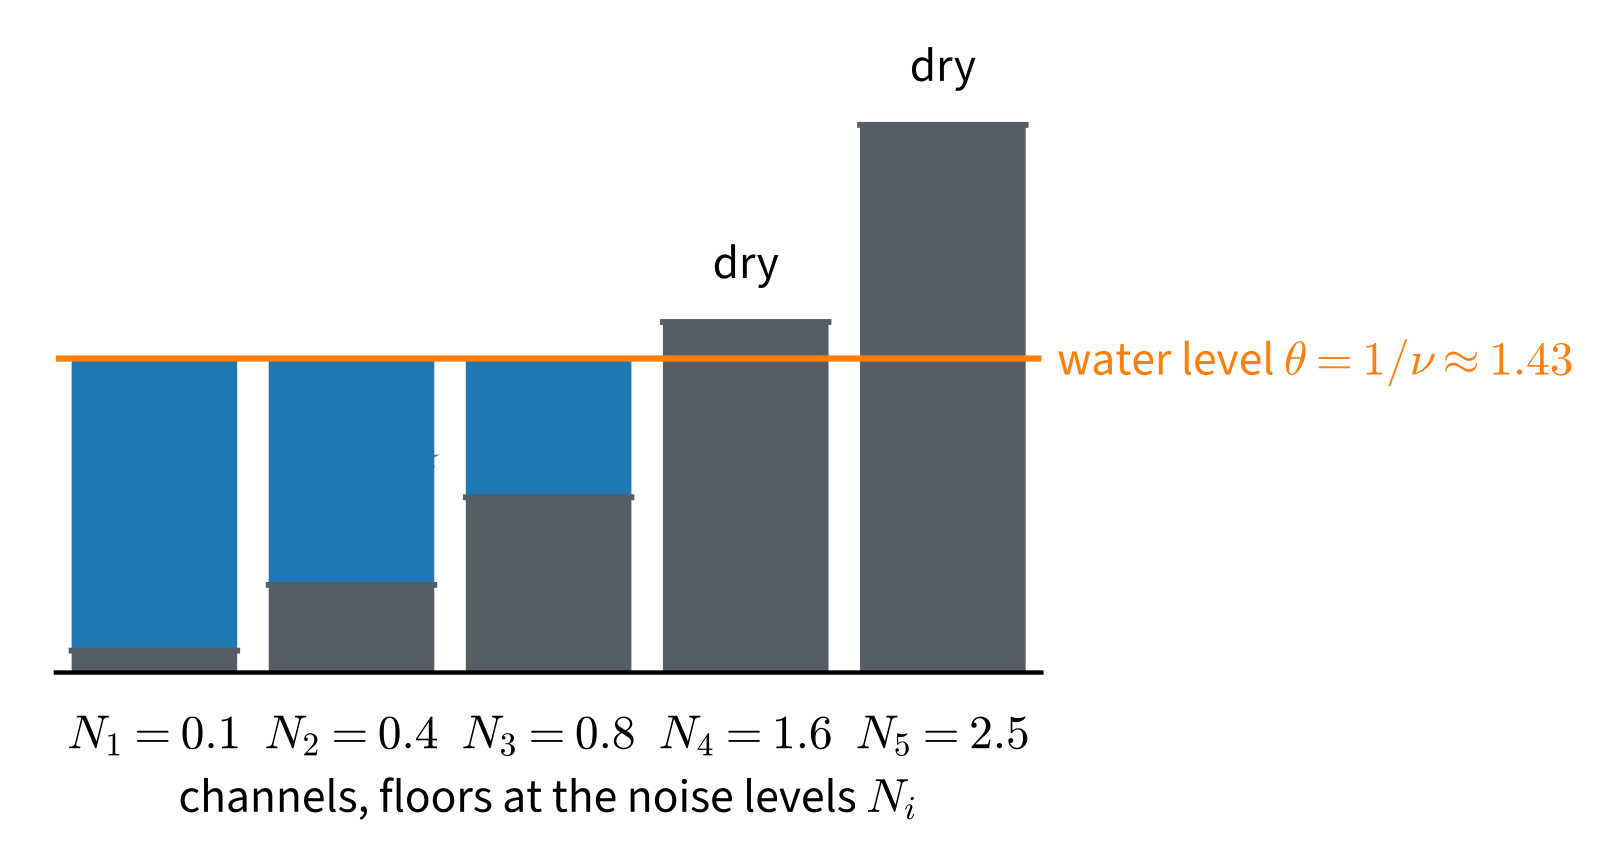 dry
dry
water level θ = 1/ν ≈ 1.43
N₁ = 0.1 N₂ = 0.4 N₃ = 0.8 N₄ = 1.6 N₅ = 2.5
channels, floors at the noise levels Nᵢ